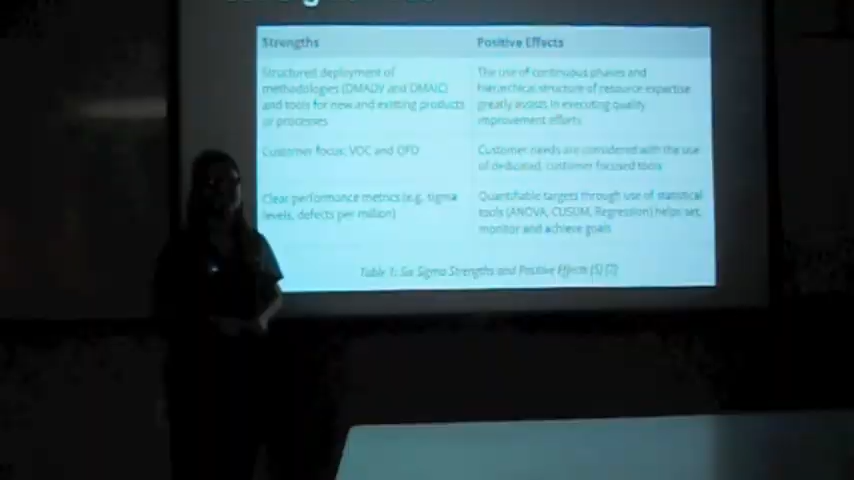 Strengths
Positive Effects
Structured deployment of
methodologies (DMADV and DMAIC)
and tools for new and existing products
or processes
The use of continuous phases and
hierarchical structure of resource expertise
greatly assists in executing quality
improvement efforts
Customer focus: VOC and QFD
Customer needs are considered with the use
of dedicated, customer focused tools
Clear performance metrics (e.g. sigma
levels, defects per million)
Quantifiable targets through use of statistical
tools (ANOVA, CUSUM, Regression) helps set,
monitor and achieve goals
Table 1: Six Sigma Strengths and Positive Effects